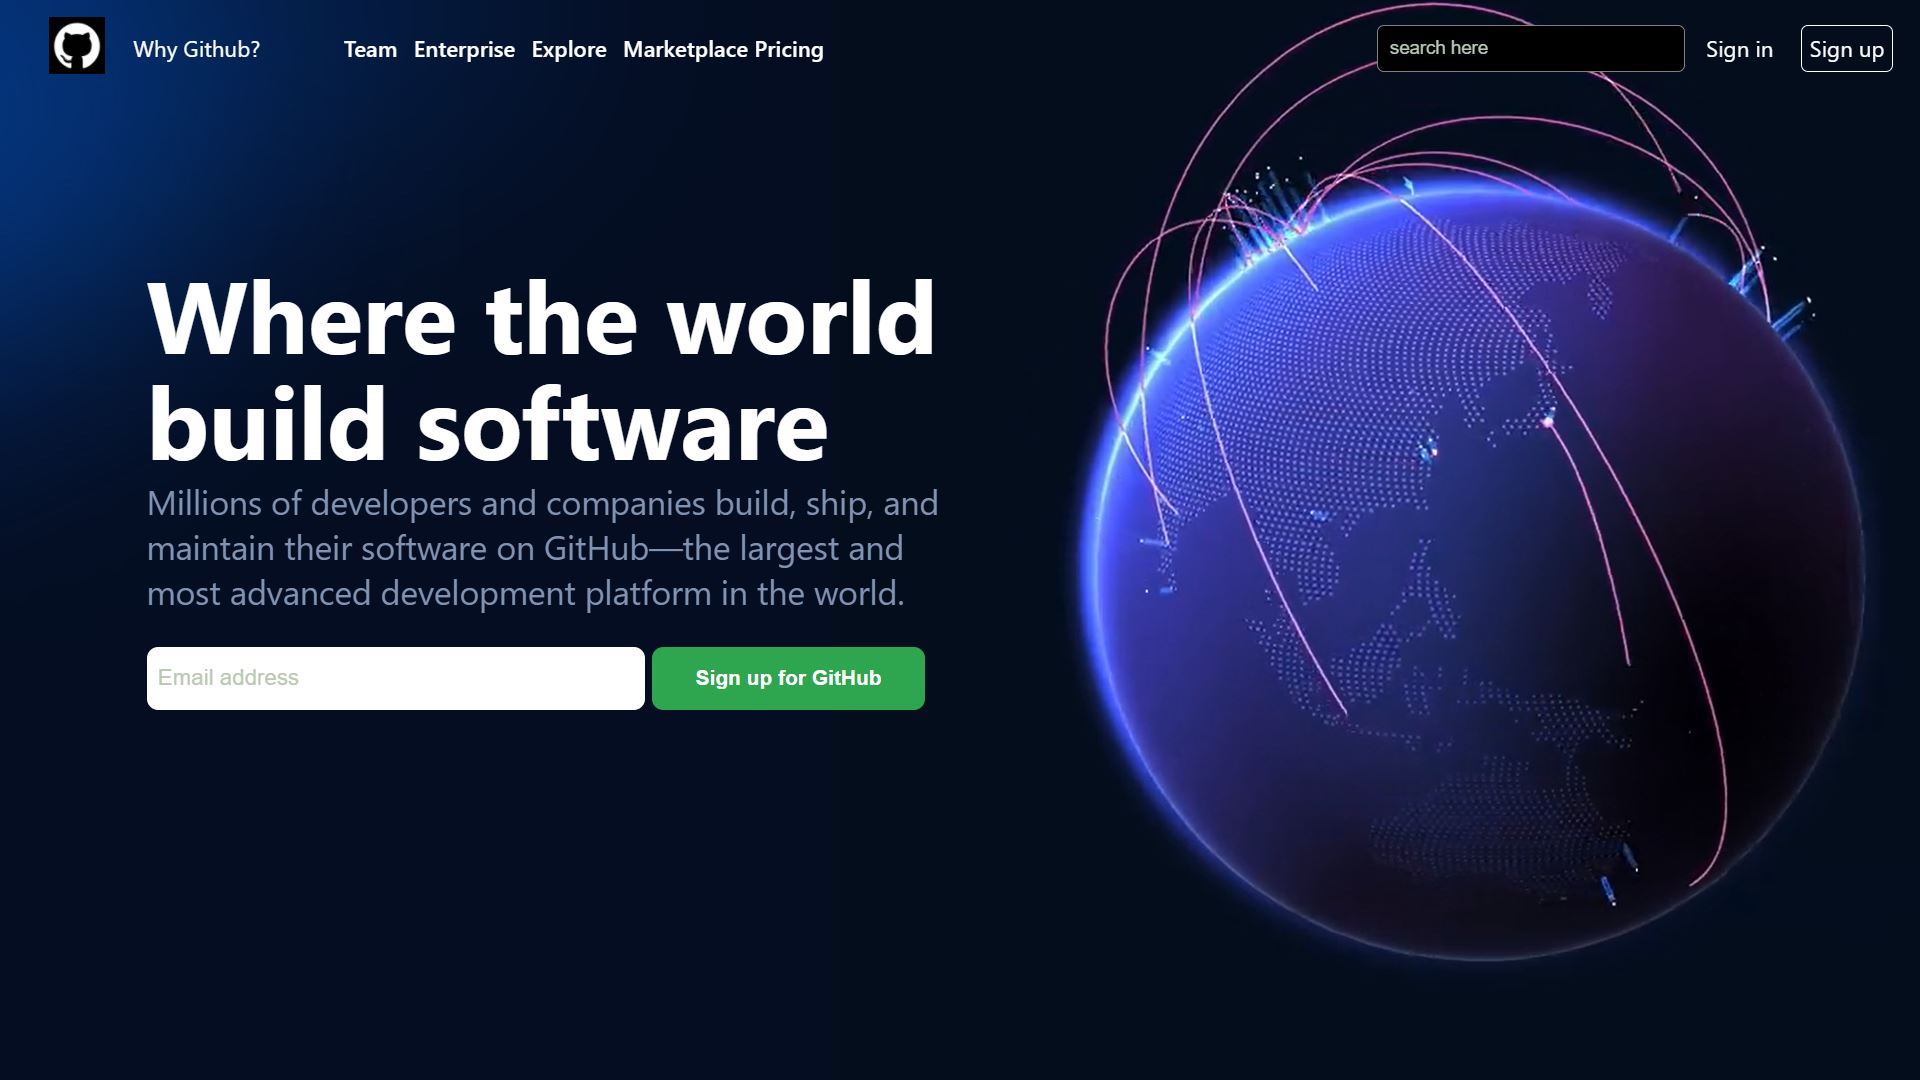 Why Github? Team Enterprise Explore Marketplace Pricing search here Sign in Sign up
Where the world
build software
Millions of developers and companies build, ship, and
maintain their software on GitHub—the largest and
most advanced development platform in the world.
Email address Sign up for GitHub